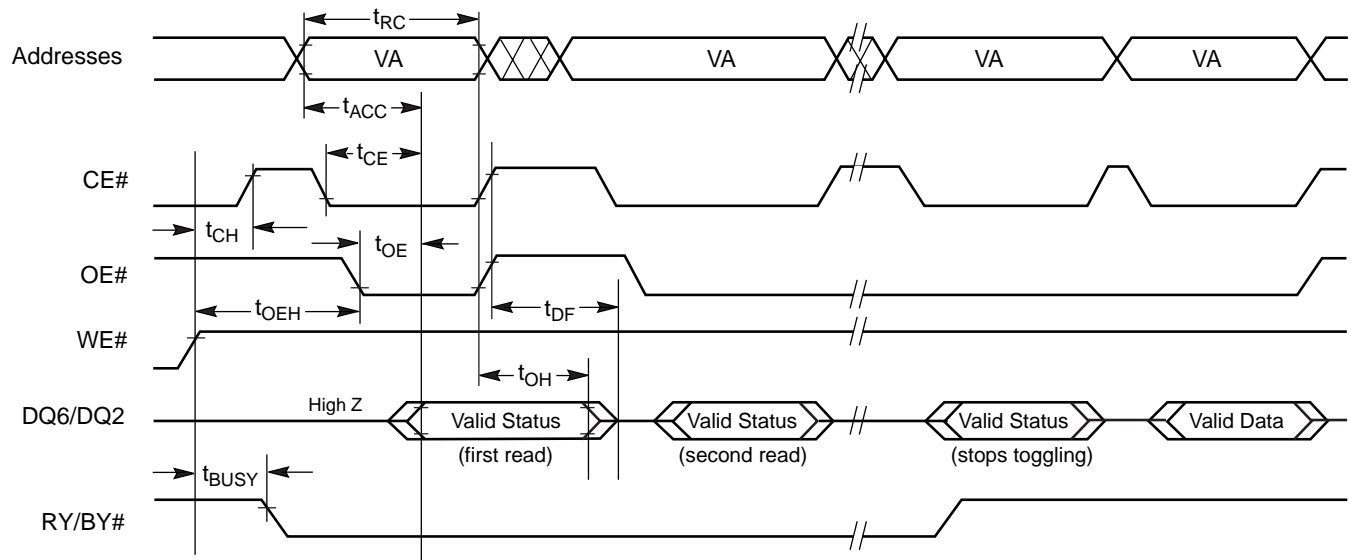 tRC
Addresses VA VA VA VA
tACC
tCE
CE#
tCH tOE
OE#
tOEH tDF
WE#
tOH
High Z
DQ6/DQ2 Valid Status Valid Status Valid Status Valid Data
(first read) (second read) (stops toggling)
tBUSY
RY/BY#